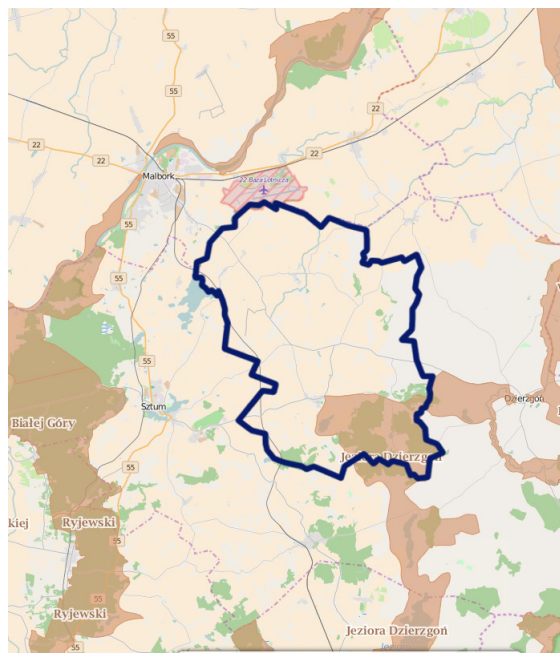 55
22
22
22
22
Malbork
22 Baza Lotnicza
55
55
55
Sztum
Dzierzgoń
Białej Góry
Jeziora Dzierzgoń
55
kiej
Ryjewski
55
Ryjewski
Jeziora Dzierzgoń